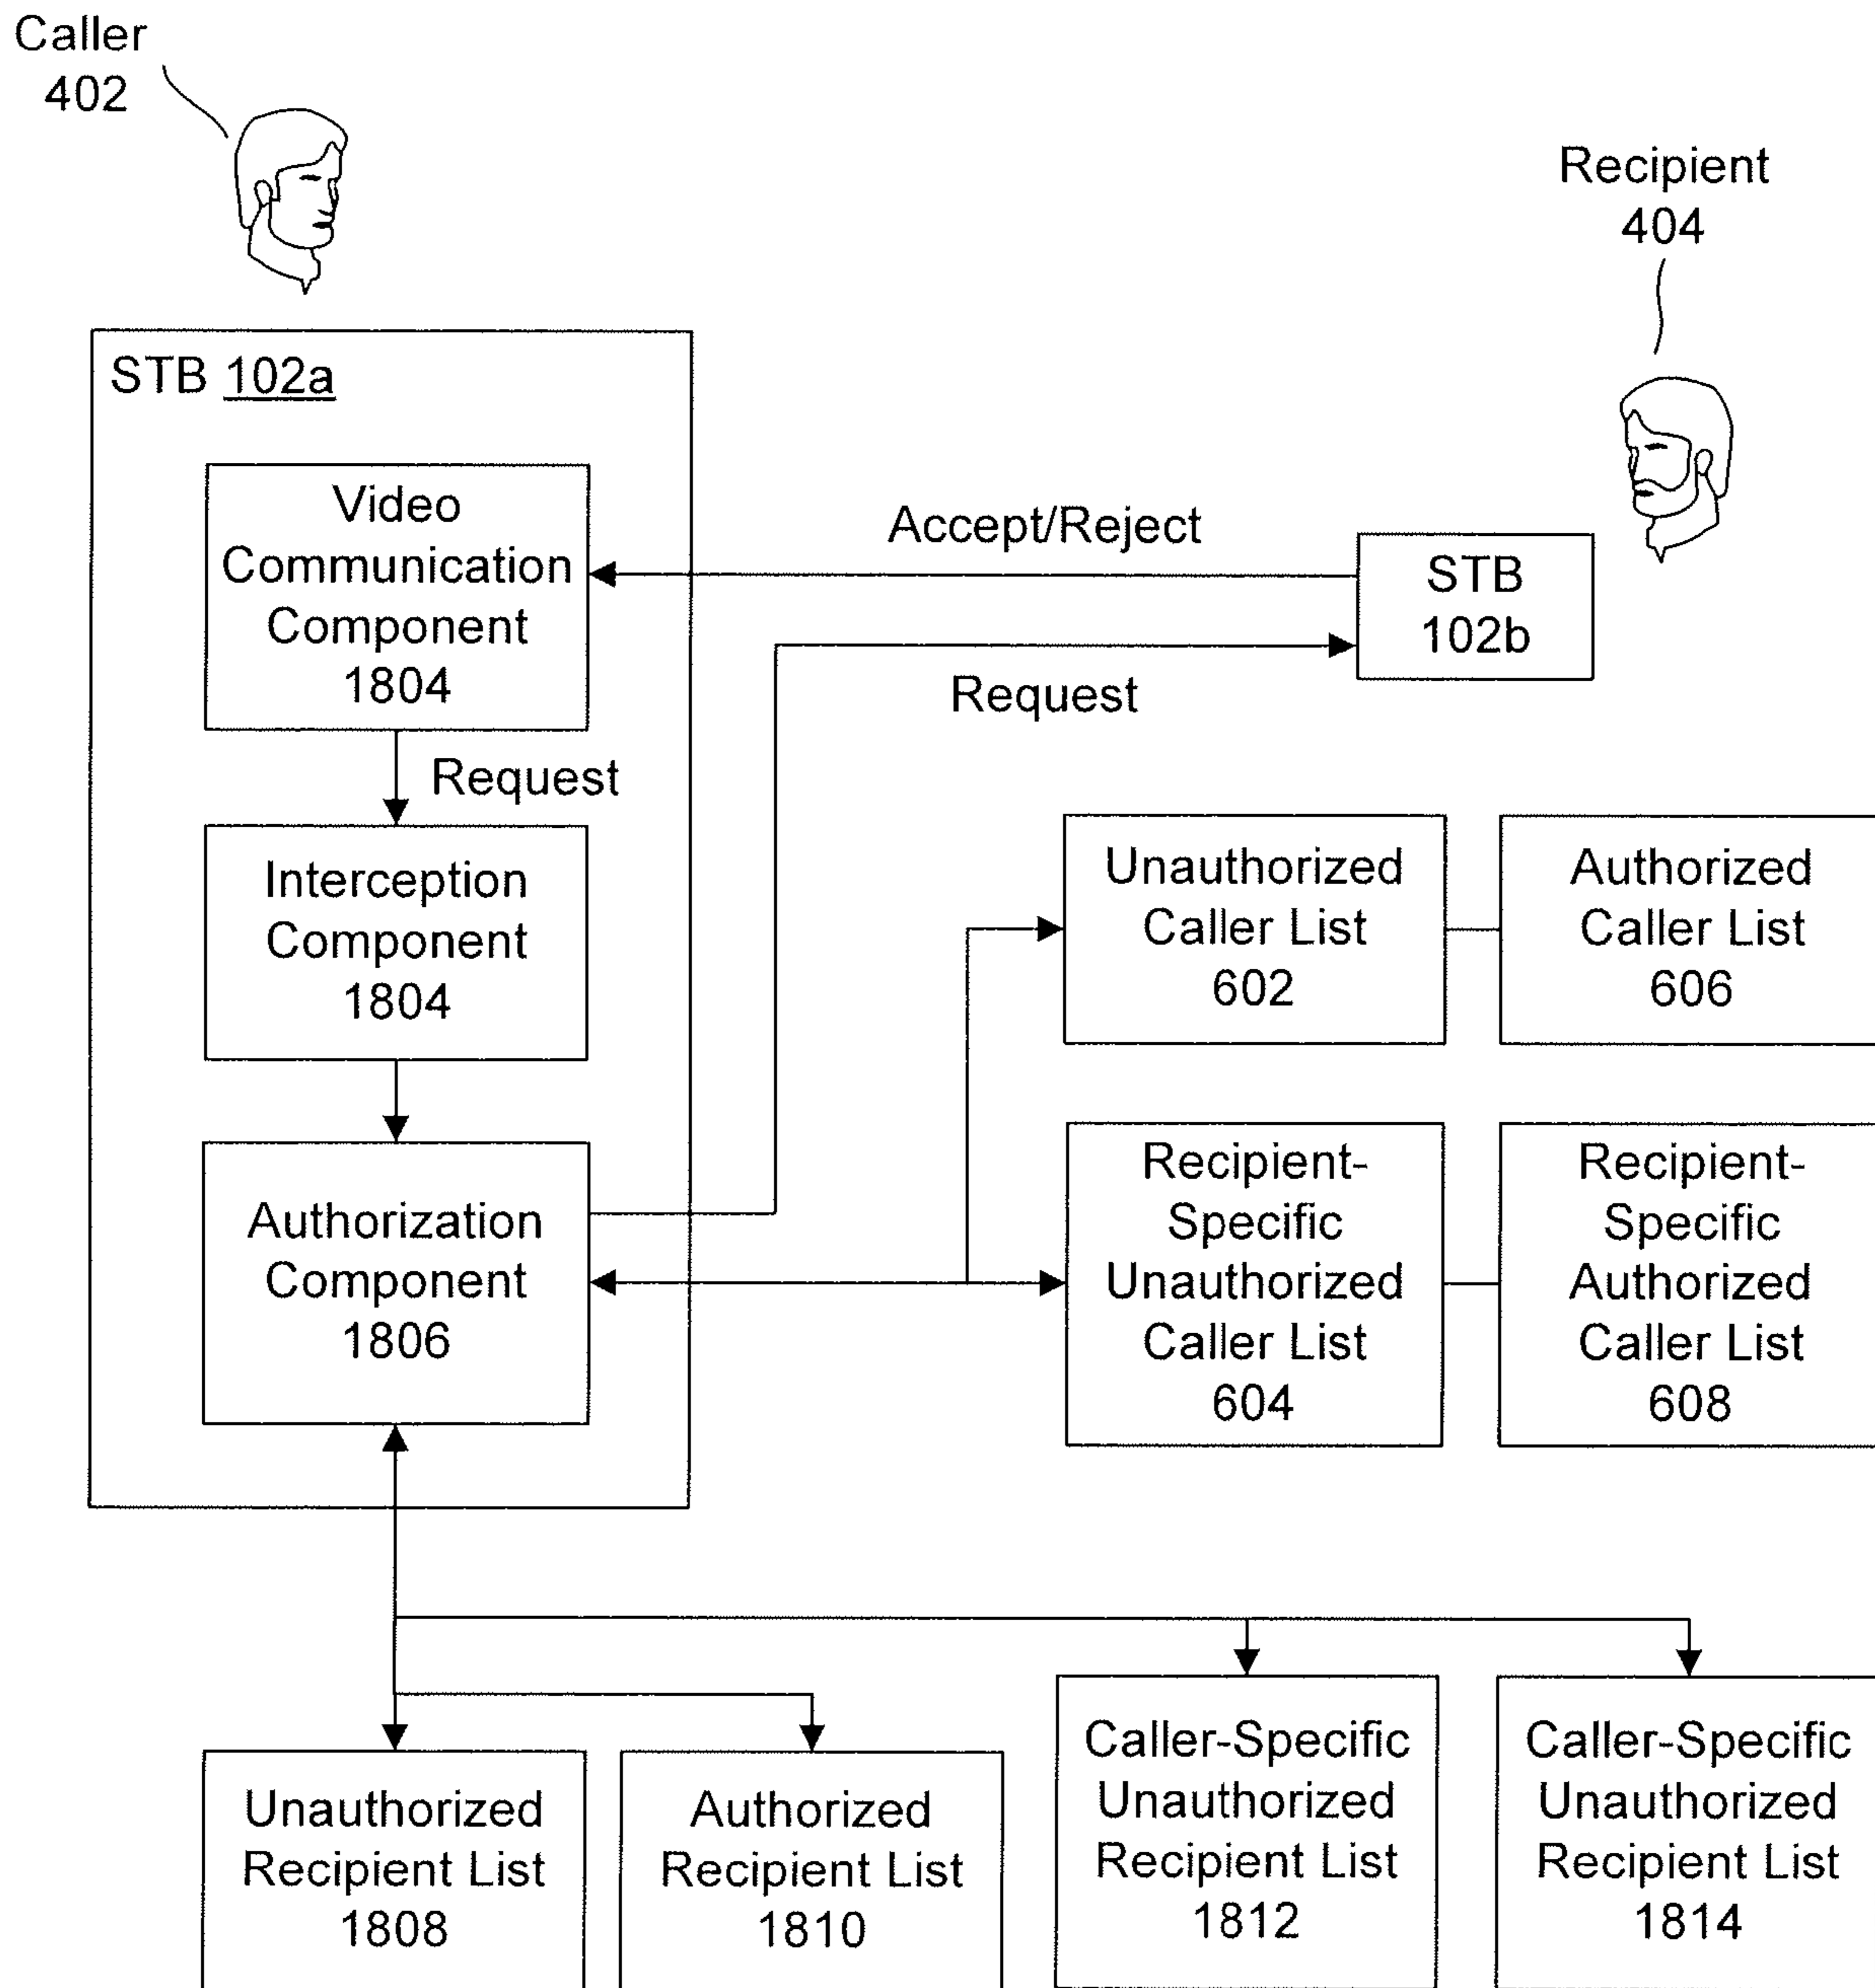 Caller
402
Recipient
404
STB 102a
Video
Communication
Component
1804
Accept/Reject
STB
102b
Request
Request
Interception
Component
1804
Unauthorized
Caller List
602
Authorized
Caller List
606
Authorization
Component
1806
Recipient-
Specific
Unauthorized
Caller List
604
Recipient-
Specific
Authorized
Caller List
608
Unauthorized
Recipient List
1808
Authorized
Recipient List
1810
Caller-Specific
Unauthorized
Recipient List
1812
Caller-Specific
Unauthorized
Recipient List
1814